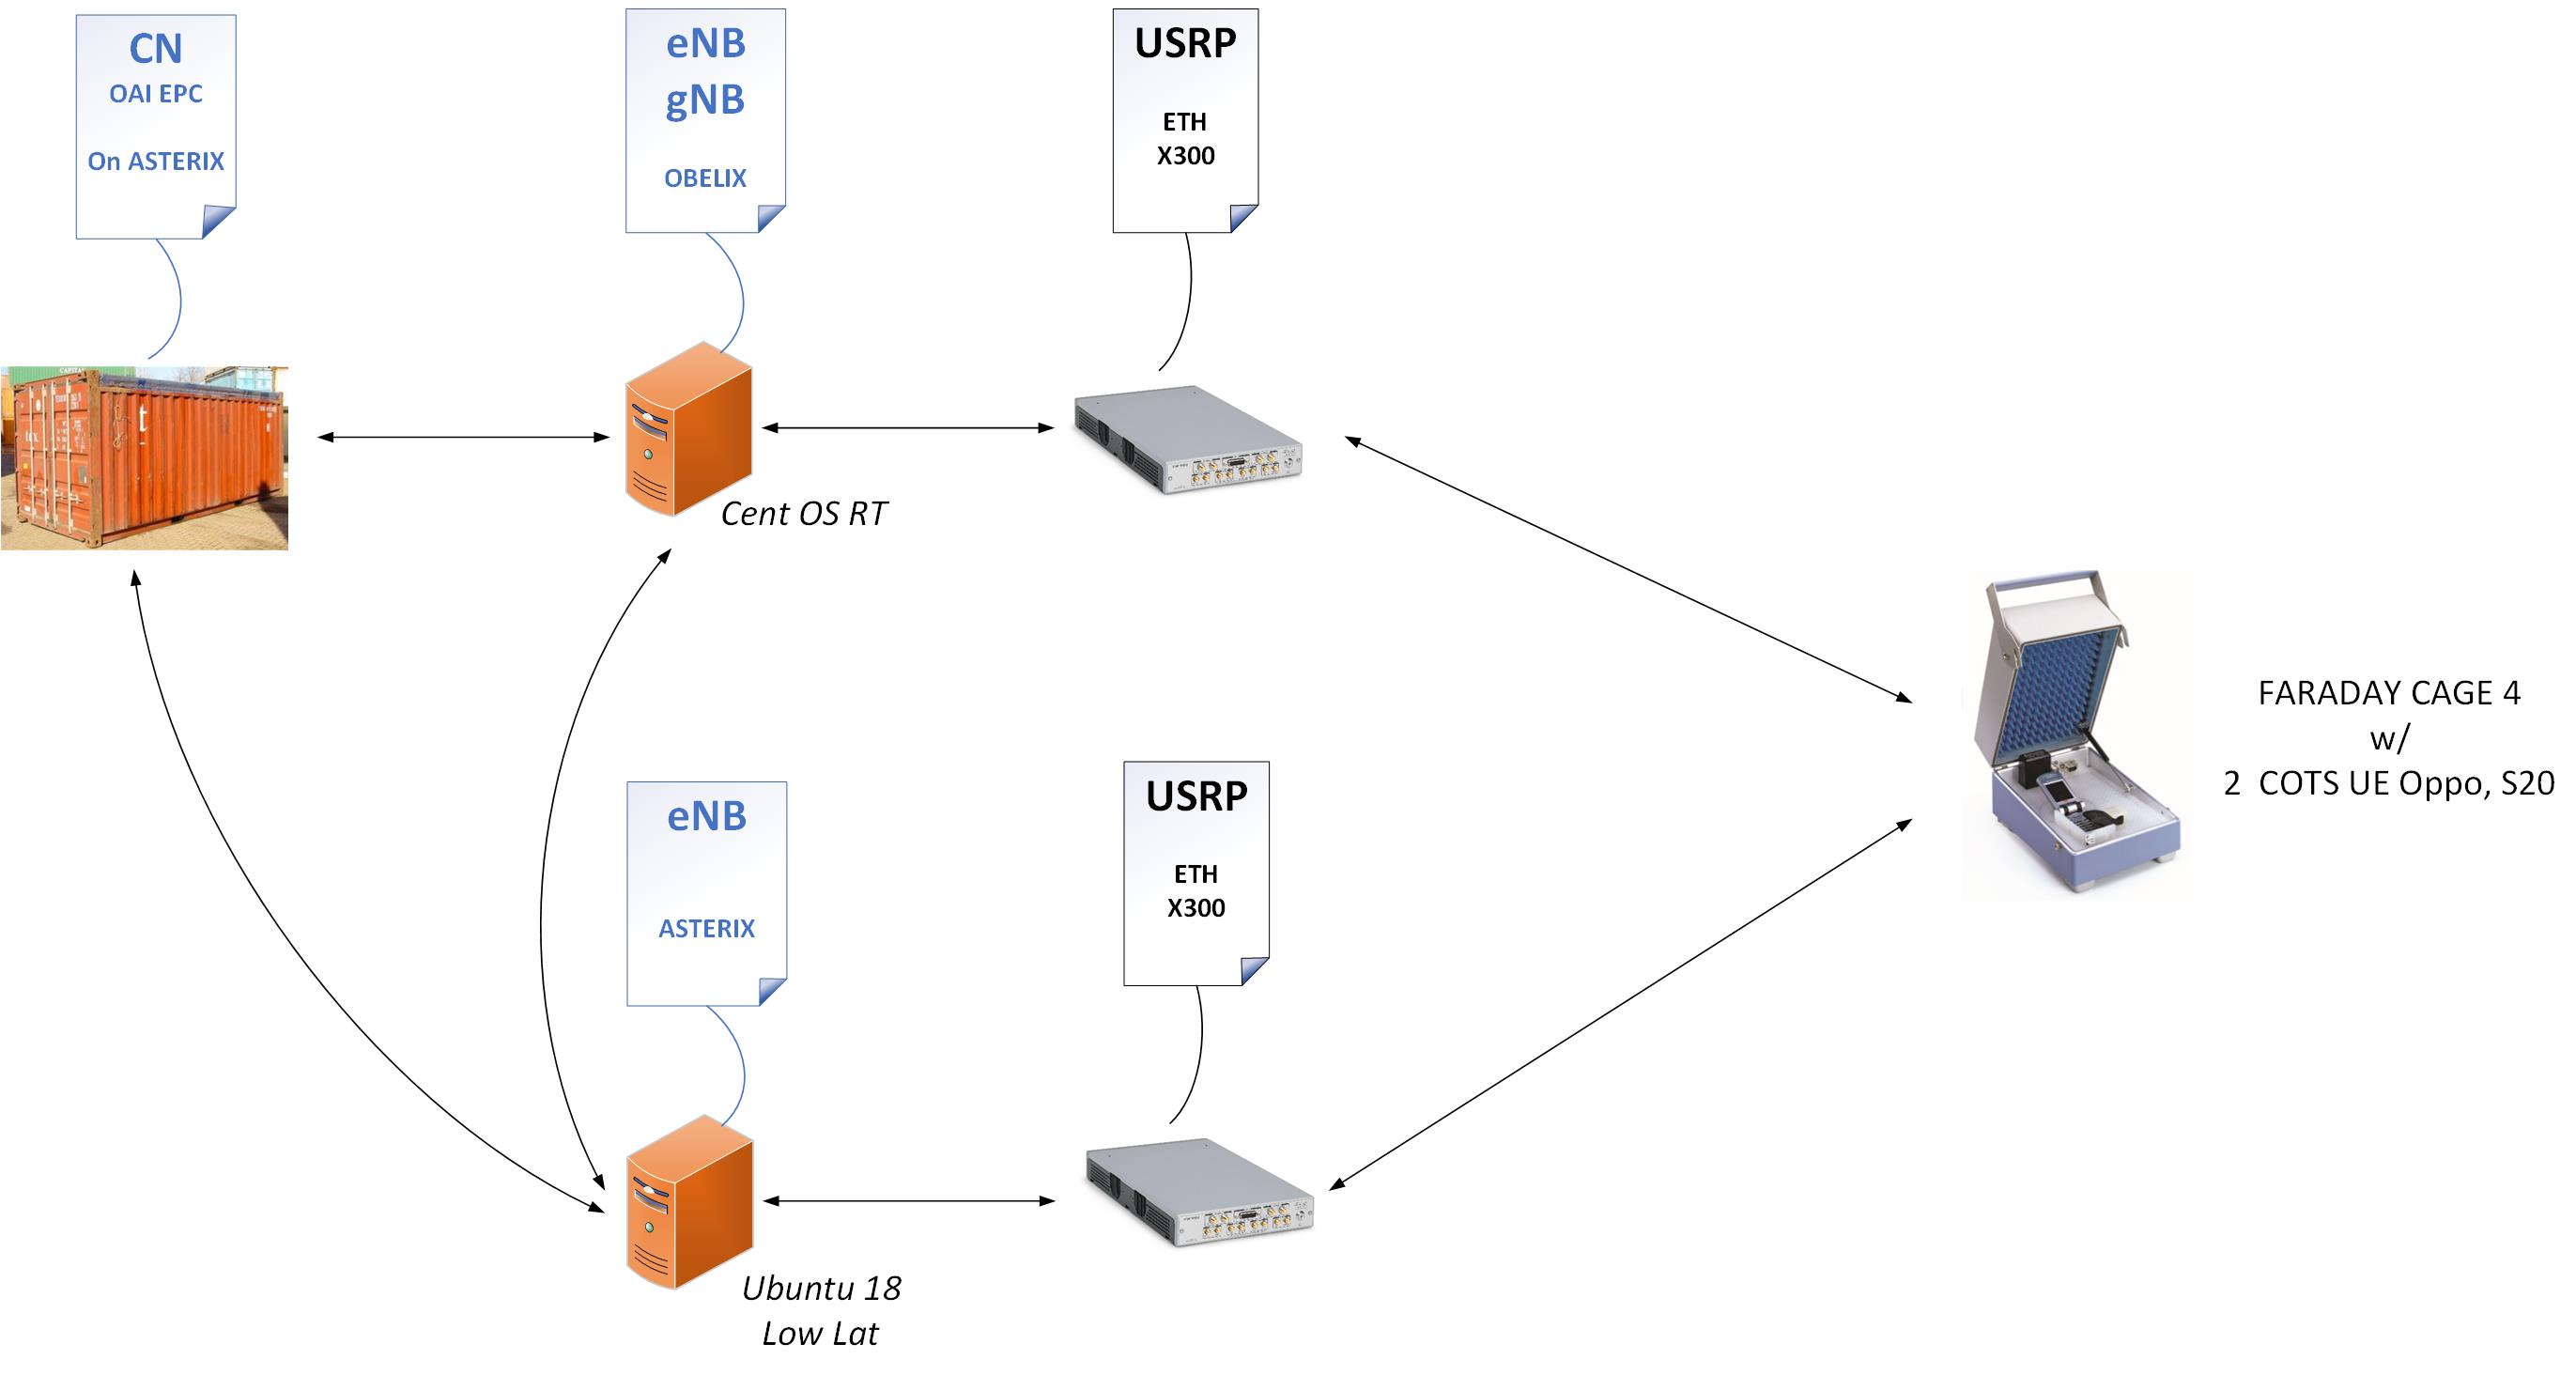 CN
OAI EPC
On ASTERIX
eNB
gNB
OBELIX
USRP
ETH
X300
Cent OS RT
FARADAY CAGE 4
w/
2 COTS UE Oppo, S20
eNB
ASTERIX
USRP
ETH
X300
Ubuntu 18
Low Lat